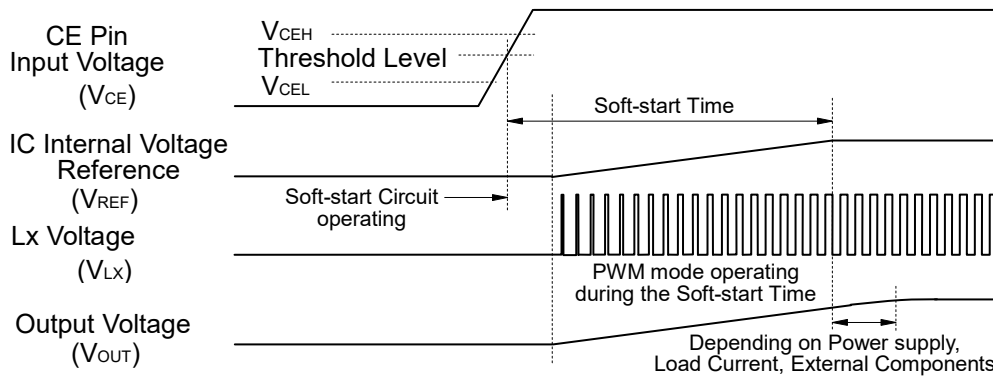 CE Pin
Input Voltage
(VCE)
VCEH
Threshold Level
VCEL
Soft-start Time
IC Internal Voltage
Reference
(VREF)
Soft-start Circuit
operating
Lx Voltage
(VLX)
PWM mode operating
during the Soft-start Time
Output Voltage
(VOUT)
Depending on Power supply,
Load Current, External Components